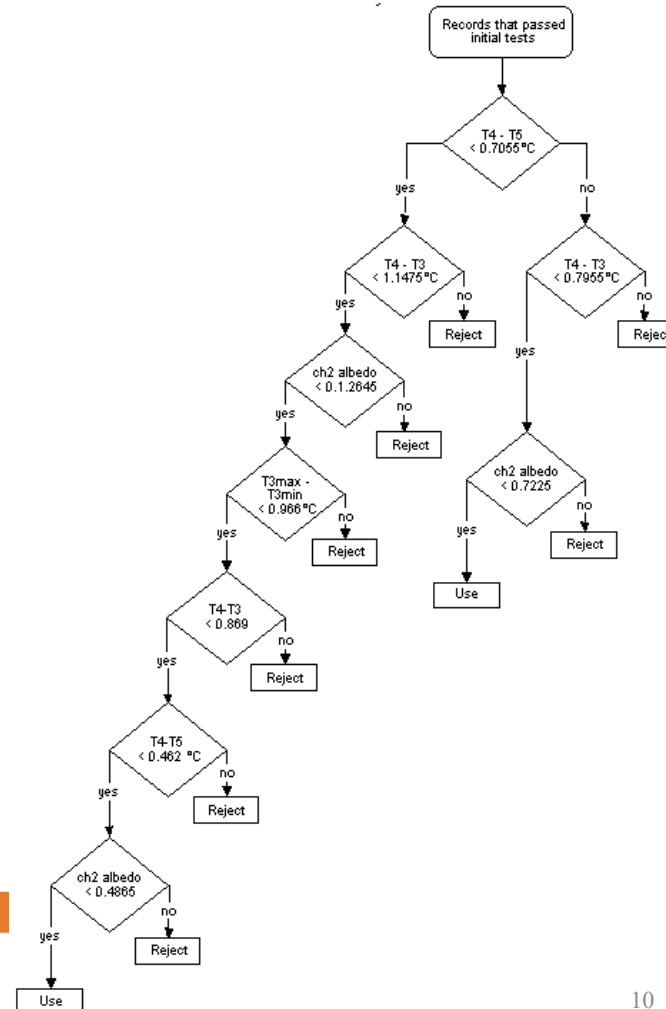 Records that passed
initial tests
T4 - T5
< 0.7055°C
yes
no
T4 - T3
< 1.1475°C
T4 - T3
< 0.7955°C
yes
no
no
Reject
Rejec
yes
ch2 albedo
< 0.1.2645
yes
no
Reject
ch2 albedo
< 0.7225
T3max -
T3min
< 0.966°C
yes
no
yes
no
Reject
Reject
Use
T4-T3
< 0.869
yes
no
Reject
T4-T5
< 0.462 °C
yes
no
Reject
ch2 albedo
< 0.4865
yes
no
Reject
Use
10